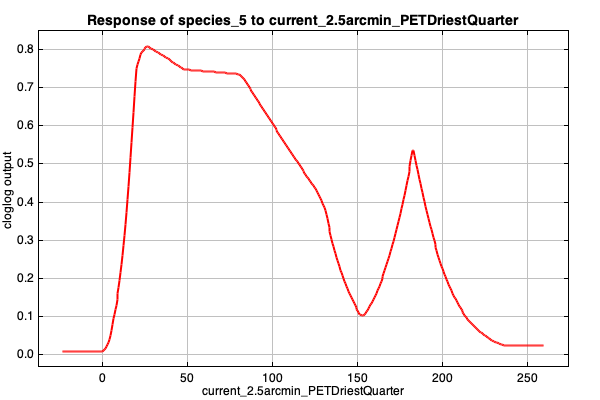 Response of species_5 to current_2.5arcmin_PETDriestQuarter
0.8
0.7
0.6
0.5
0.4
0.3
0.2
0.1
0.0
cloglog output
0 50 100 150 200 250
current_2.5arcmin_PETDriestQuarter